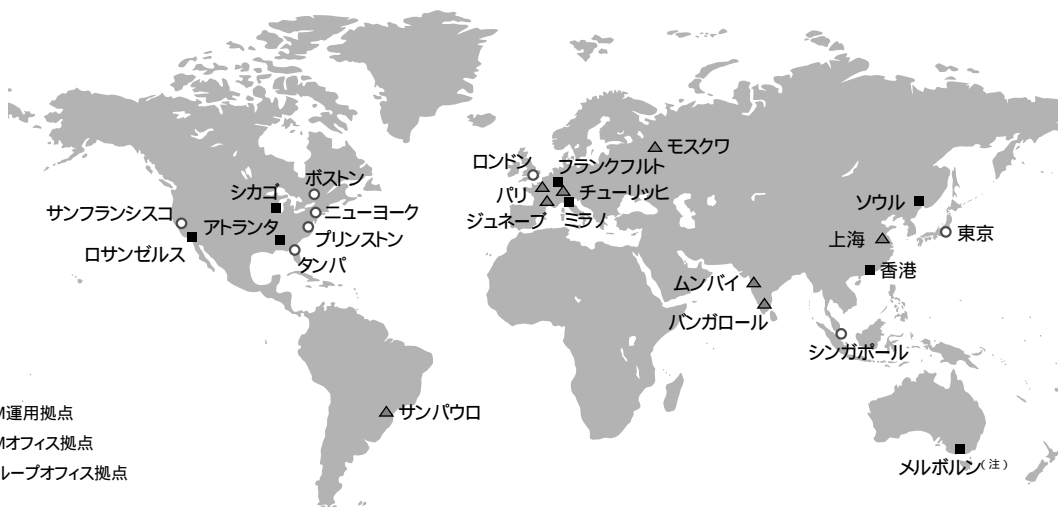 モスクワ
ロンドン
フランクフルト
パリ
チューリッヒ
ジュネーブ
ミラノ
ボストン
シカゴ
ニューヨーク
サンフランシスコ
アトランタ
プリンストン
ロサンゼルス
タンパ
ソウル
東京
上海
香港
ムンバイ
バンガロール
シンガポール
サンパウロ
メルボルン(注)
M運用拠点
Mオフィス拠点
ループオフィス拠点